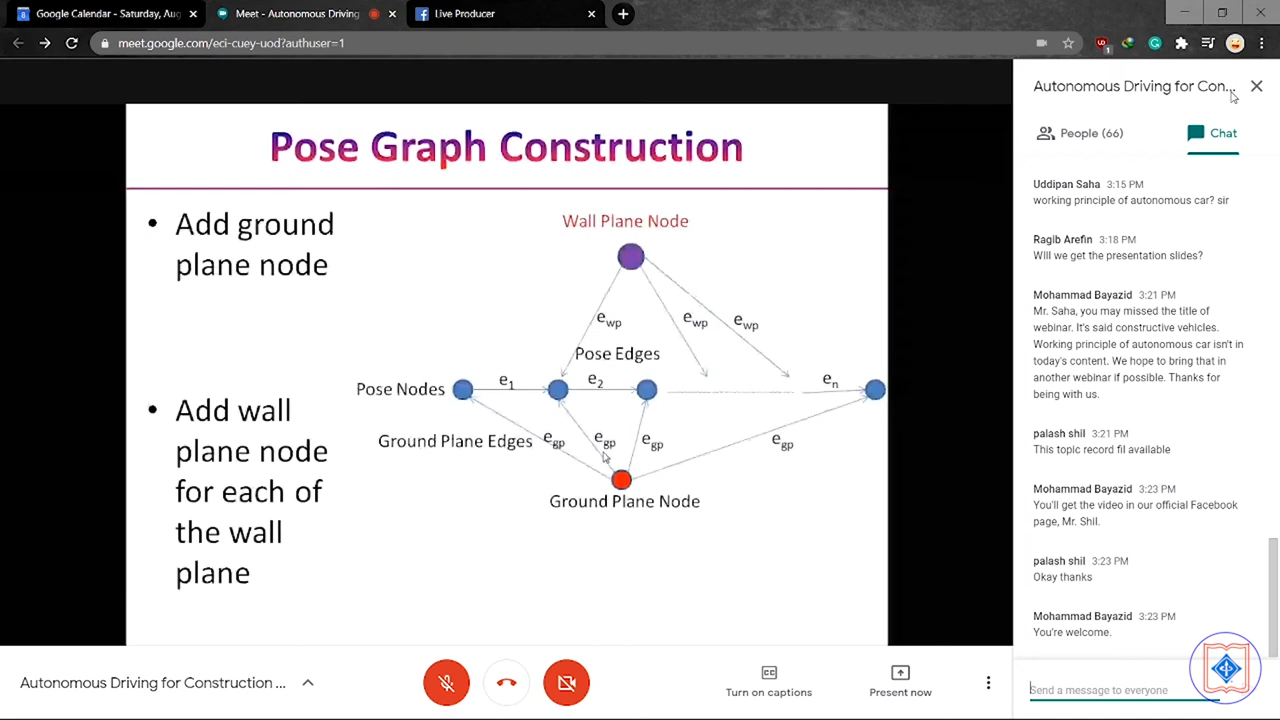 Google Calendar - Saturday, Aug
Meet - Autonomous Driving
Live Producer
meet.google.com/eci-cuey-uod?authuser=1
1
Pose Graph Construction
• Add ground
plane node
• Add wall
plane node
for each of
the wall
plane
Wall Plane Node
ewp
ewp
ewp
Pose Edges
Pose Nodes
e1
e2
en
Ground Plane Edges
egp
egp
egp
egp
Ground Plane Node
Autonomous Driving for Con...
People (66)
Chat
Uddipan Saha 3:15 PM
working principle of autonomous car? sir
Ragib Arefin 3:18 PM
WIll we get the presentation slides?
Mohammad Bayazid 3:21 PM
Mr. Saha, you may missed the title of
webinar. It's said constructive vehicles.
Working principle of autonomous car isn't in
today's content. We hope to bring that in
another webinar if possible. Thanks for
being with us.
palash shil 3:21 PM
This topic record fil available
Mohammad Bayazid 3:23 PM
You'll get the video in our official Facebook
page, Mr. Shil.
palash shil 3:23 PM
Okay thanks
Mohammad Bayazid 3:23 PM
You're welcome.
Send a message to everyone
Autonomous Driving for Construction ...
Turn on captions
Present now